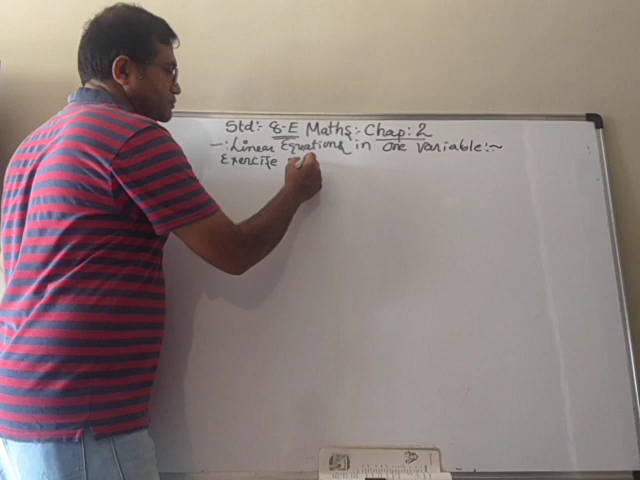 Std:- 8-E Maths:- Chap: 2
-: Linear Equations in one variable:~
Exercise